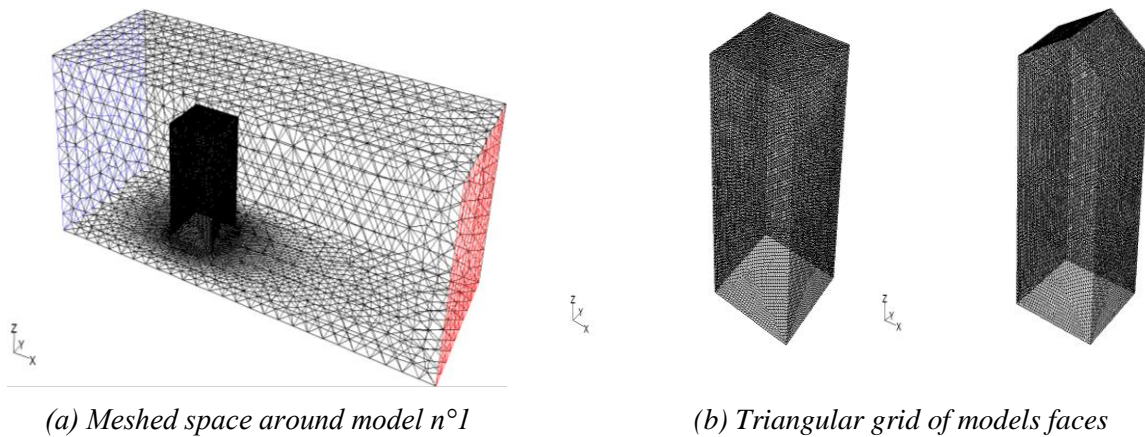 Z
Y
X
Z
Y
X
Z
Y
X
(a) Meshed space around model n°1
(b) Triangular grid of models faces